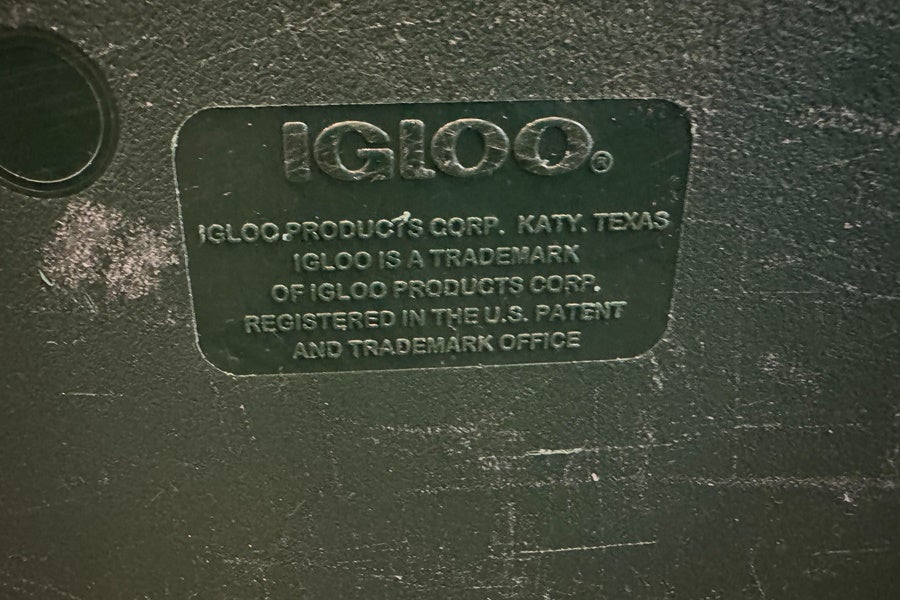 IGLOO®
IGLOO PRODUCTS CORP. KATY, TEXAS
IGLOO IS A TRADEMARK
OF IGLOO PRODUCTS CORP.
REGISTERED IN THE U.S. PATENT
AND TRADEMARK OFFICE